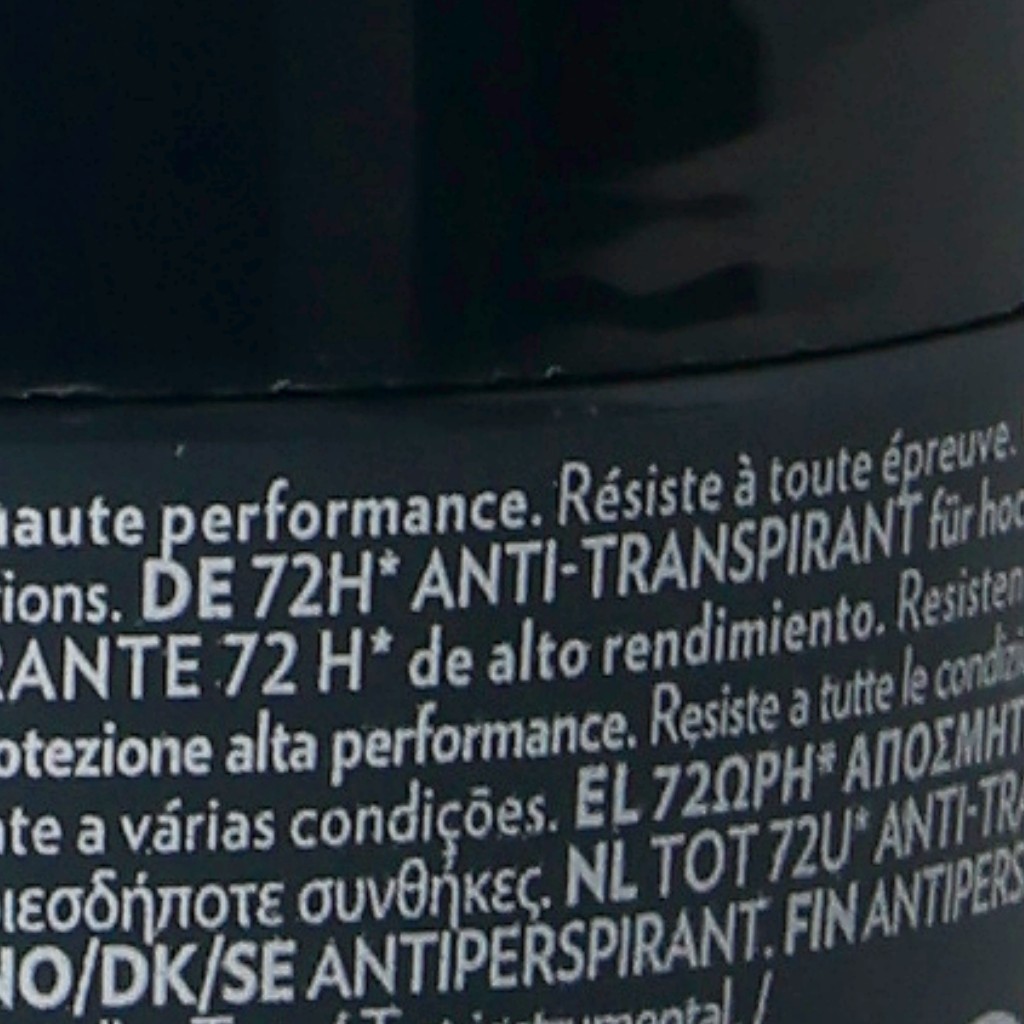 haute performance. Résiste à toute épreuve.
ions. DE 72H* ANTI-TRANSPIRANT für hoc
RANTE 72 H* de alto rendimiento. Resisten
otezione alta performance. Resiste a tutte le condizi
te a várias condições. EL 72ΩΡΗ* ΑΠΟΣΜΗΤ
ιεσδήποτε συνθήκες. NL TOT 72U* ANTI-TRA
NO/DK/SE ANTIPERSPIRANT. FIN ANTIPERS